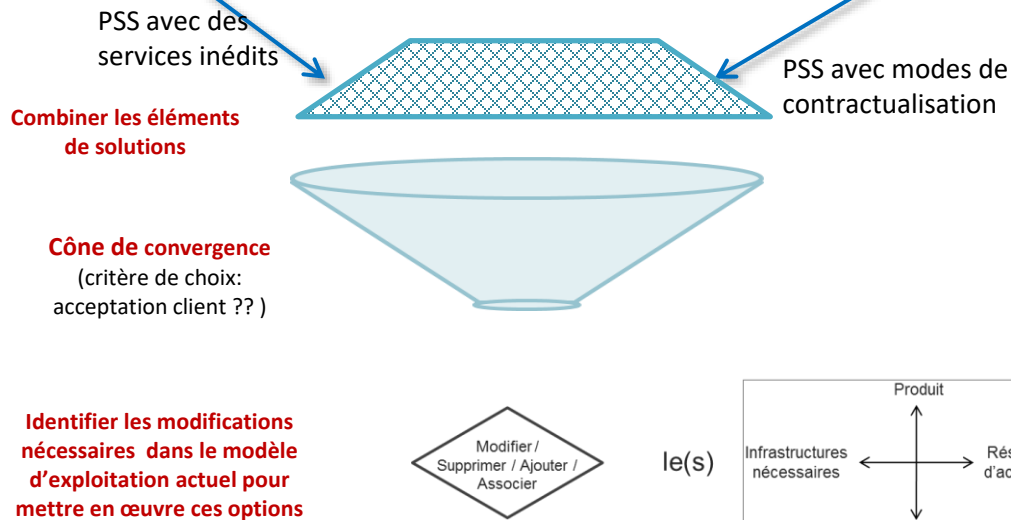 PSS avec des
services inédits
PSS avec modes de
contractualisation
Combiner les éléments
de solutions
Cône de convergence
(critère de choix:
acceptation client ?? )
Identifier les modifications
nécessaires dans le modèle
d'exploitation actuel pour
mettre en œuvre ces options
Modifier /
Supprimer / Ajouter /
Associer
le(s)
Produit
Infrastructures
nécessaires